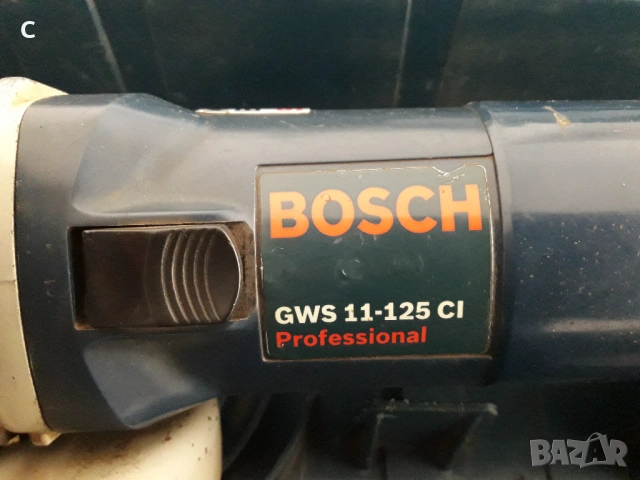 C
BOSCH
GWS 11-125 CI
Professional
BAZAR